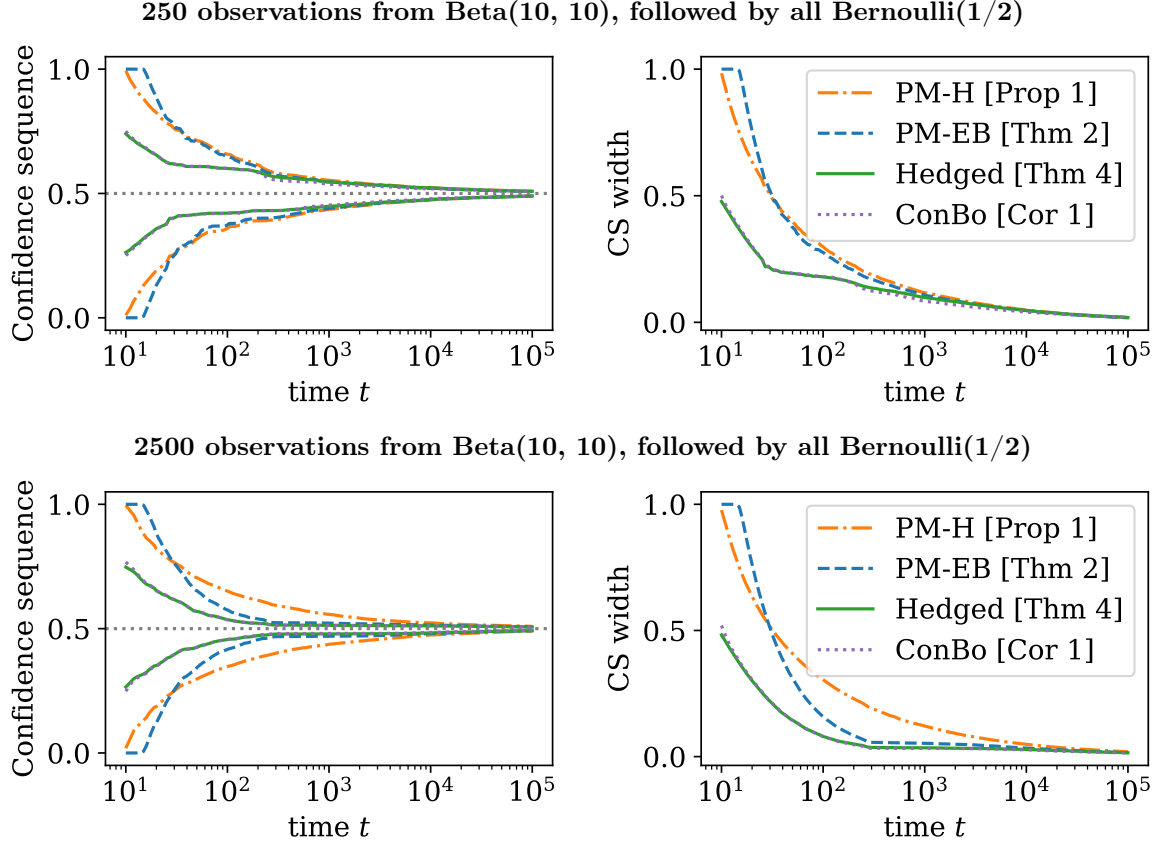 250 observations from Beta(10, 10), followed by all Bernoulli(1/2)
Confidence sequence
1.0
0.5
0.0
10^1
10^2
10^3
10^4
10^5
time t
CS width
1.0
0.5
0.0
PM-H [Prop 1]
PM-EB [Thm 2]
Hedged [Thm 4]
ConBo [Cor 1]
10^1
10^2
10^3
10^4
10^5
time t
2500 observations from Beta(10, 10), followed by all Bernoulli(1/2)
Confidence sequence
1.0
0.5
0.0
10^1
10^2
10^3
10^4
10^5
time t
CS width
1.0
0.5
0.0
PM-H [Prop 1]
PM-EB [Thm 2]
Hedged [Thm 4]
ConBo [Cor 1]
10^1
10^2
10^3
10^4
10^5
time t